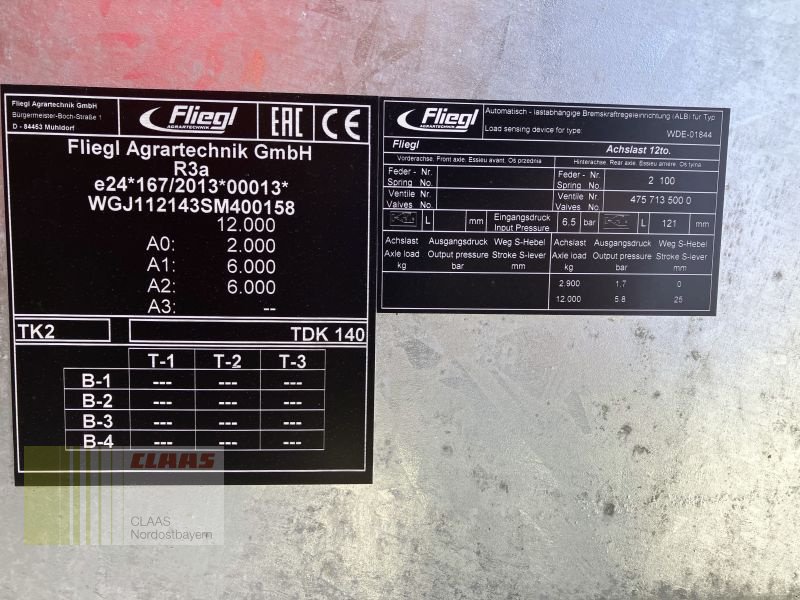 Fliegl Agrartechnik GmbH
Bürgermeister-Boch-Straße 1
D - 84453 Mühldorf
Fliegl
AGRARTECHNIK
EAC CE
Fliegl Agrartechnik GmbH
R3a
e24*167/2013*00013*
WGJ112143SM400158
12.000
A0: 2.000
A1: 6.000
A2: 6.000
A3: --
TK2 TDK 140
T-1 T-2 T-3
B-1 --- --- ---
B-2 --- --- ---
B-3 --- --- ---
B-4 --- --- ---
Fliegl
AGRARTECHNIK
Automatisch - lastabhängige Bremskraftregeleinrichtung (ALB) für Typ
Load sensing device for type: WDE-01844
Fliegl Achslast 12to.
Vorderachse. Front axle. Essieu avant. Os przednia Hinterachse. Rear axle. Essieu arrière. Os tylna
Feder - Nr. Feder - Nr. 2 100
Spring No. Spring No.
Ventile Nr. Ventile Nr. 475 713 500 0
Valves No. Valves No.
L mm Eingangsdruck 6.5 bar L 121 mm
Input Pressure
Achslast Ausgangsdruck Weg S-Hebel Achslast Ausgangsdruck Weg S-Hebel
Axle load Output pressure Stroke S-lever Axle load Output pressure Stroke S-lever
kg bar mm kg bar mm
2.900 1.7 0
12.000 5.8 25
CLAAS
CLAAS
Nordostbayern